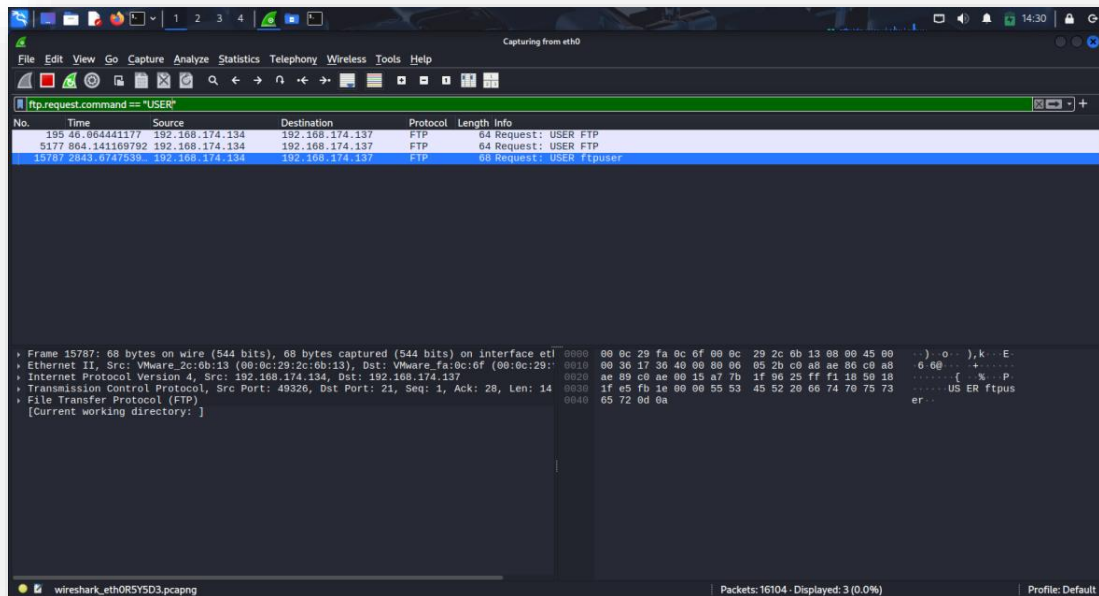 1 2 3 4 14:30
Capturing from eth0
File Edit View Go Capture Analyze Statistics Telephony Wireless Tools Help
ftp.request.command == "USER"
No. Time Source Destination Protocol Length Info
195 46.064441177 192.168.174.134 192.168.174.137 FTP 64 Request: USER FTP
5177 864.141169792 192.168.174.134 192.168.174.137 FTP 64 Request: USER FTP
15787 2843.6747539… 192.168.174.134 192.168.174.137 FTP 68 Request: USER ftpuser
Frame 15787: 68 bytes on wire (544 bits), 68 bytes captured (544 bits) on interface et
Ethernet II, Src: VMware_2c:6b:13 (00:0c:29:2c:6b:13), Dst: VMware_fa:0c:6f (00:0c:29:
Internet Protocol Version 4, Src: 192.168.174.134, Dst: 192.168.174.137
Transmission Control Protocol, Src Port: 49326, Dst Port: 21, Seq: 1, Ack: 28, Len: 14
File Transfer Protocol (FTP)
[Current working directory: ]
0000 00 0c 29 fa 0c 6f 00 0c 29 2c 6b 13 08 00 45 00 ··)··o·· ),k···E·
0010 00 36 17 36 40 00 80 06 05 2b c0 a8 ae 86 c0 a8 ·6·6@··· ·+······
0020 ae 89 c0 ae 00 15 a7 7b 1f 96 25 ff f1 18 50 18 ·······{ ··%···P·
0030 1f e5 fb 1e 00 00 55 53 45 52 20 66 74 70 75 73 ······US ER ftpus
0040 65 72 0d 0a er··
wireshark_eth0R5Y5D3.pcapng Packets: 16104 · Displayed: 3 (0.0%) Profile: Default